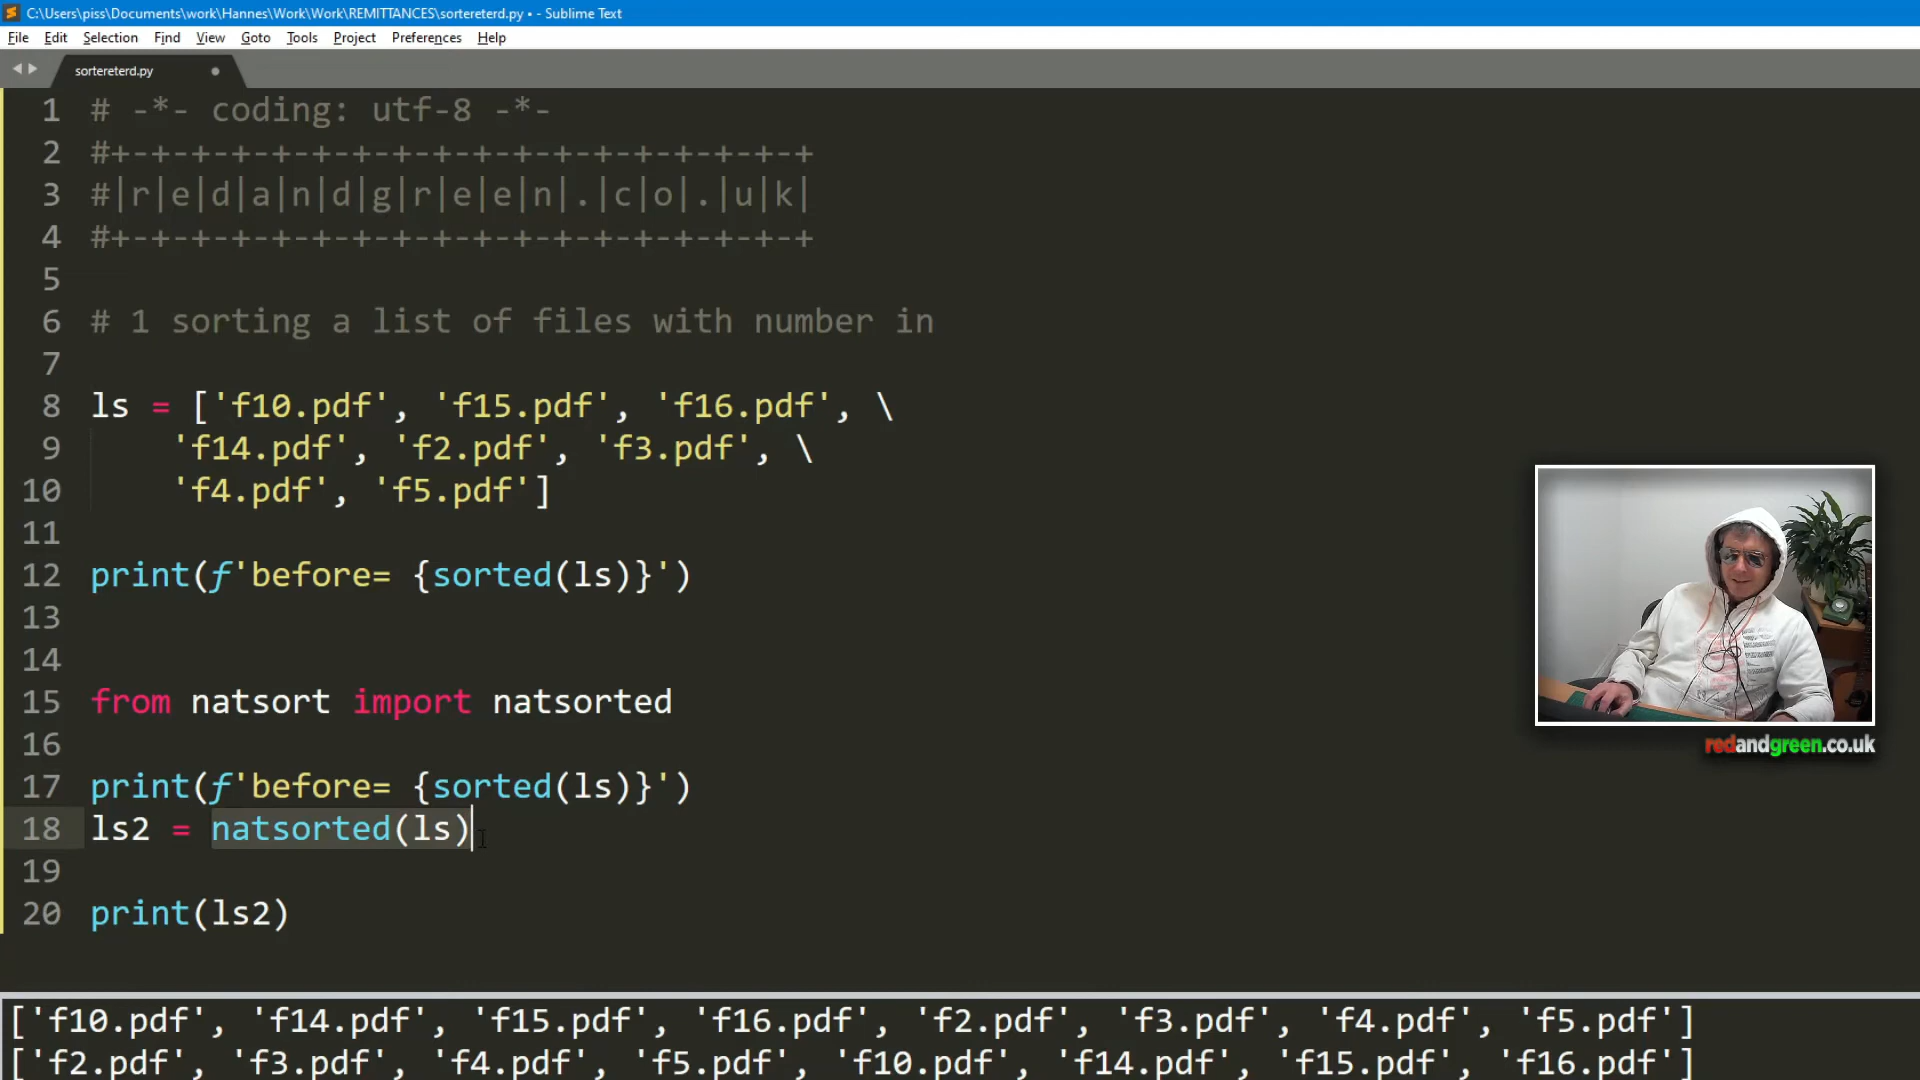 C:\Users\piss\Documents\work\Hannes\Work\Work\REMITTANCES\sortereterd.py • - Sublime Text
File Edit Selection Find View Goto Tools Project Preferences Help
sortereterd.py
1 # -*- coding: utf-8 -*-
2 #+-+-+-+-+-+-+-+-+-+-+-+-+-+-+-+-+-+
3 #|r|e|d|a|n|d|g|r|e|e|n|.|c|o|.|u|k|
4 #+-+-+-+-+-+-+-+-+-+-+-+-+-+-+-+-+-+
5
6 # 1 sorting a list of files with number in
7
8 ls = ['f10.pdf', 'f15.pdf', 'f16.pdf', \
9 'f14.pdf', 'f2.pdf', 'f3.pdf', \
10 'f4.pdf', 'f5.pdf']
11
12 print(f'before= {sorted(ls)}')
13
14
15 from natsort import natsorted
16
17 print(f'before= {sorted(ls)}')
18 ls2 = natsorted(ls)
19
20 print(ls2)
redandgreen.co.uk
['f10.pdf', 'f14.pdf', 'f15.pdf', 'f16.pdf', 'f2.pdf', 'f3.pdf', 'f4.pdf', 'f5.pdf']
['f2.pdf', 'f3.pdf', 'f4.pdf', 'f5.pdf', 'f10.pdf', 'f14.pdf', 'f15.pdf', 'f16.pdf']